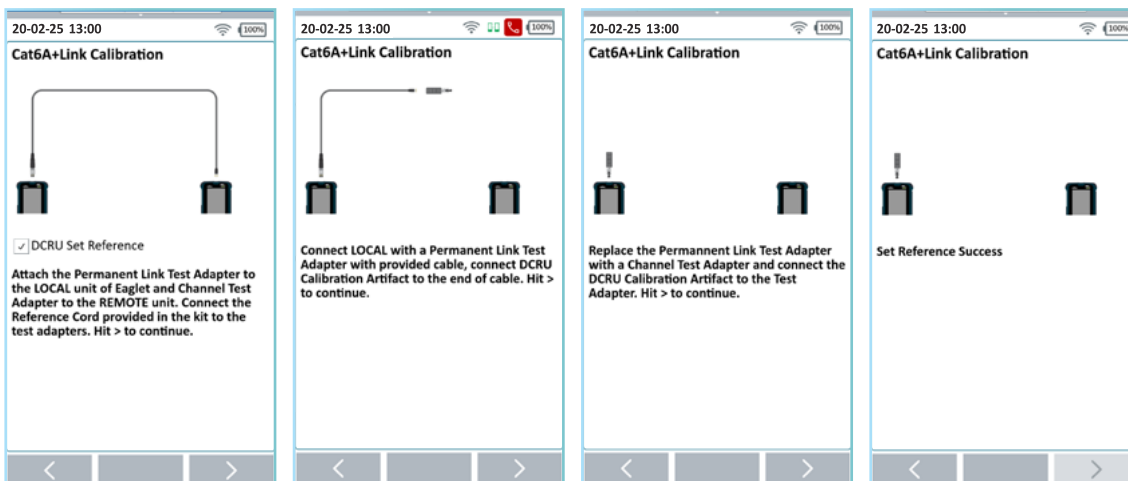 20-02-25 13:00
100%
Cat6A+Link Calibration
✓ DCRU Set Reference
Attach the Permanent Link Test Adapter to
the LOCAL unit of Eaglet and Channel Test
Adapter to the REMOTE unit. Connect the
Reference Cord provided in the kit to the
test adapters. Hit > to continue.
< >
20-02-25 13:00
100%
Cat6A+Link Calibration
Connect LOCAL with a Permanent Link Test
Adapter with provided cable, connect DCRU
Calibration Artifact to the end of cable. Hit >
to continue.
< >
20-02-25 13:00
100%
Cat6A+Link Calibration
Replace the Permannent Link Test Adapter
with a Channel Test Adapter and connect the
DCRU Calibration Artifact to the Test
Adapter. Hit > to continue.
< >
20-02-25 13:00
100%
Cat6A+Link Calibration
Set Reference Success
< >